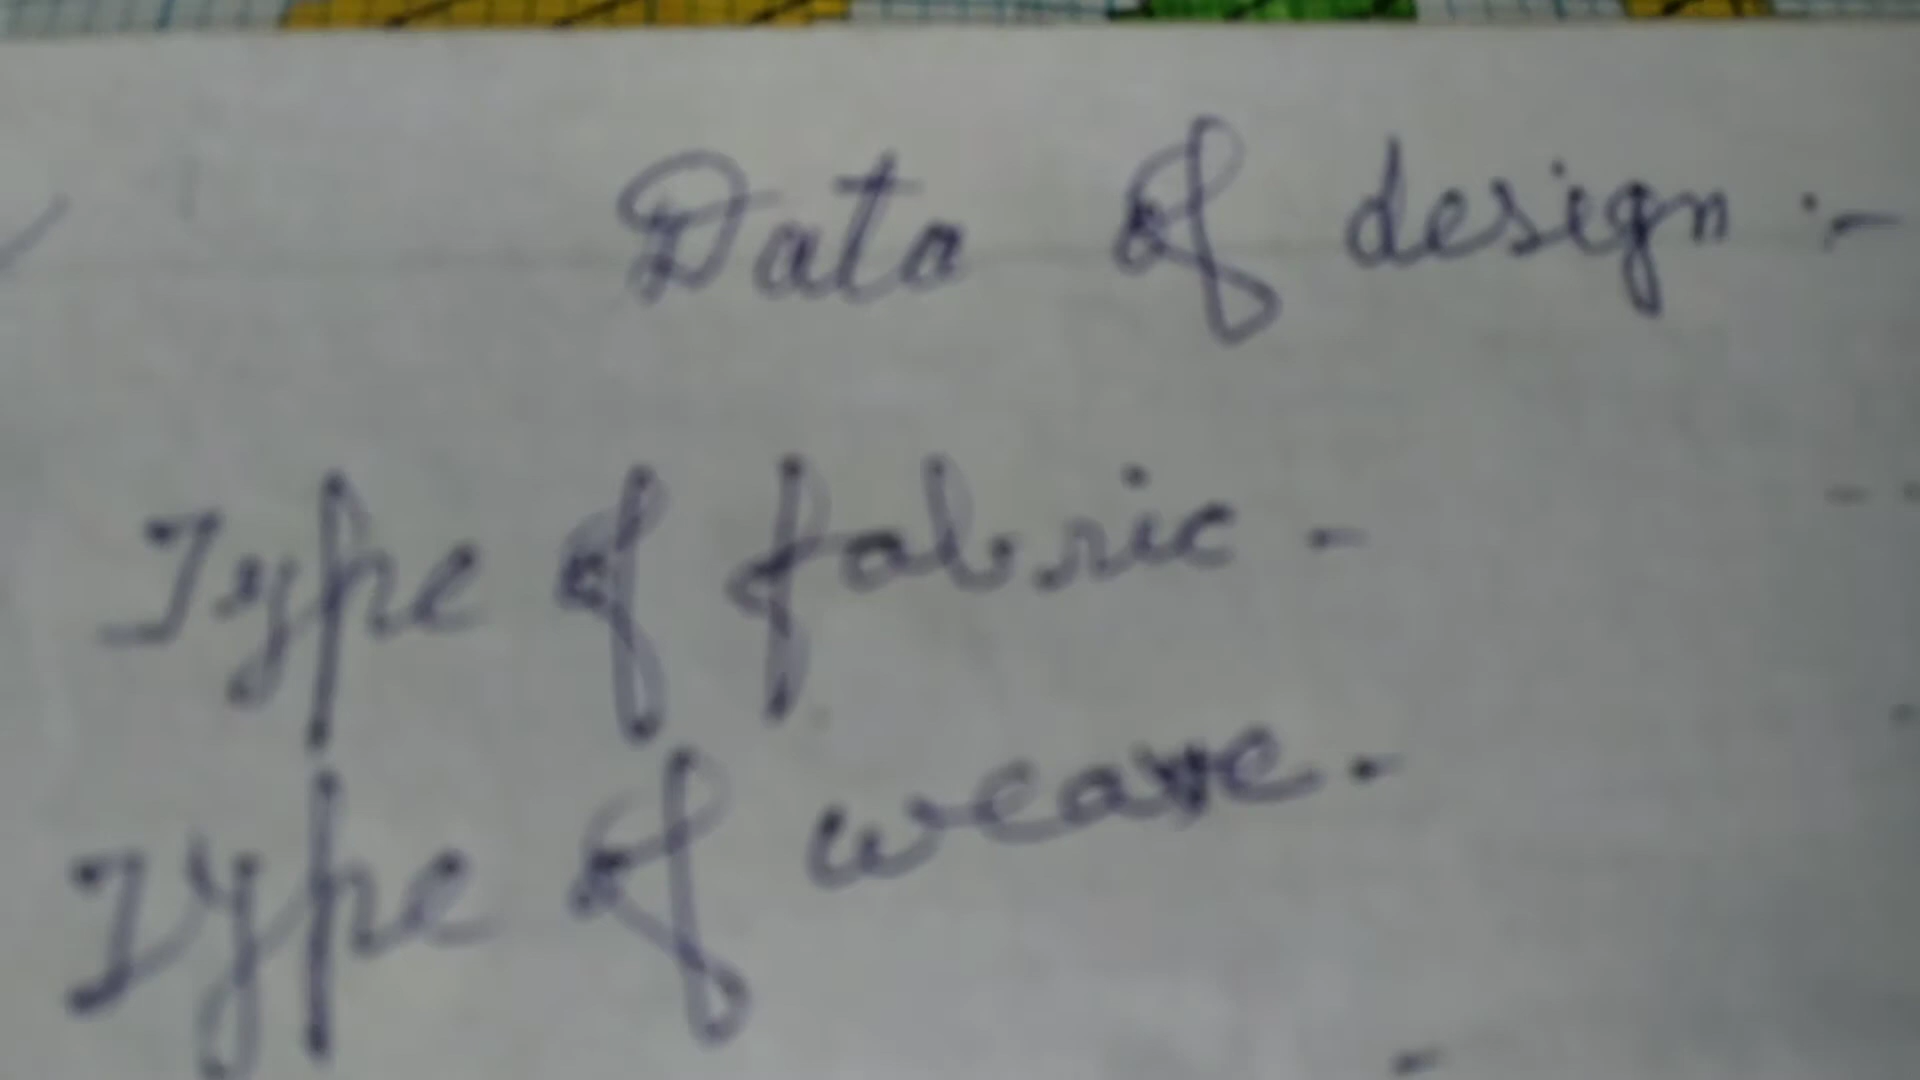 Data of design :-
Type of fabric -
Type of weave -